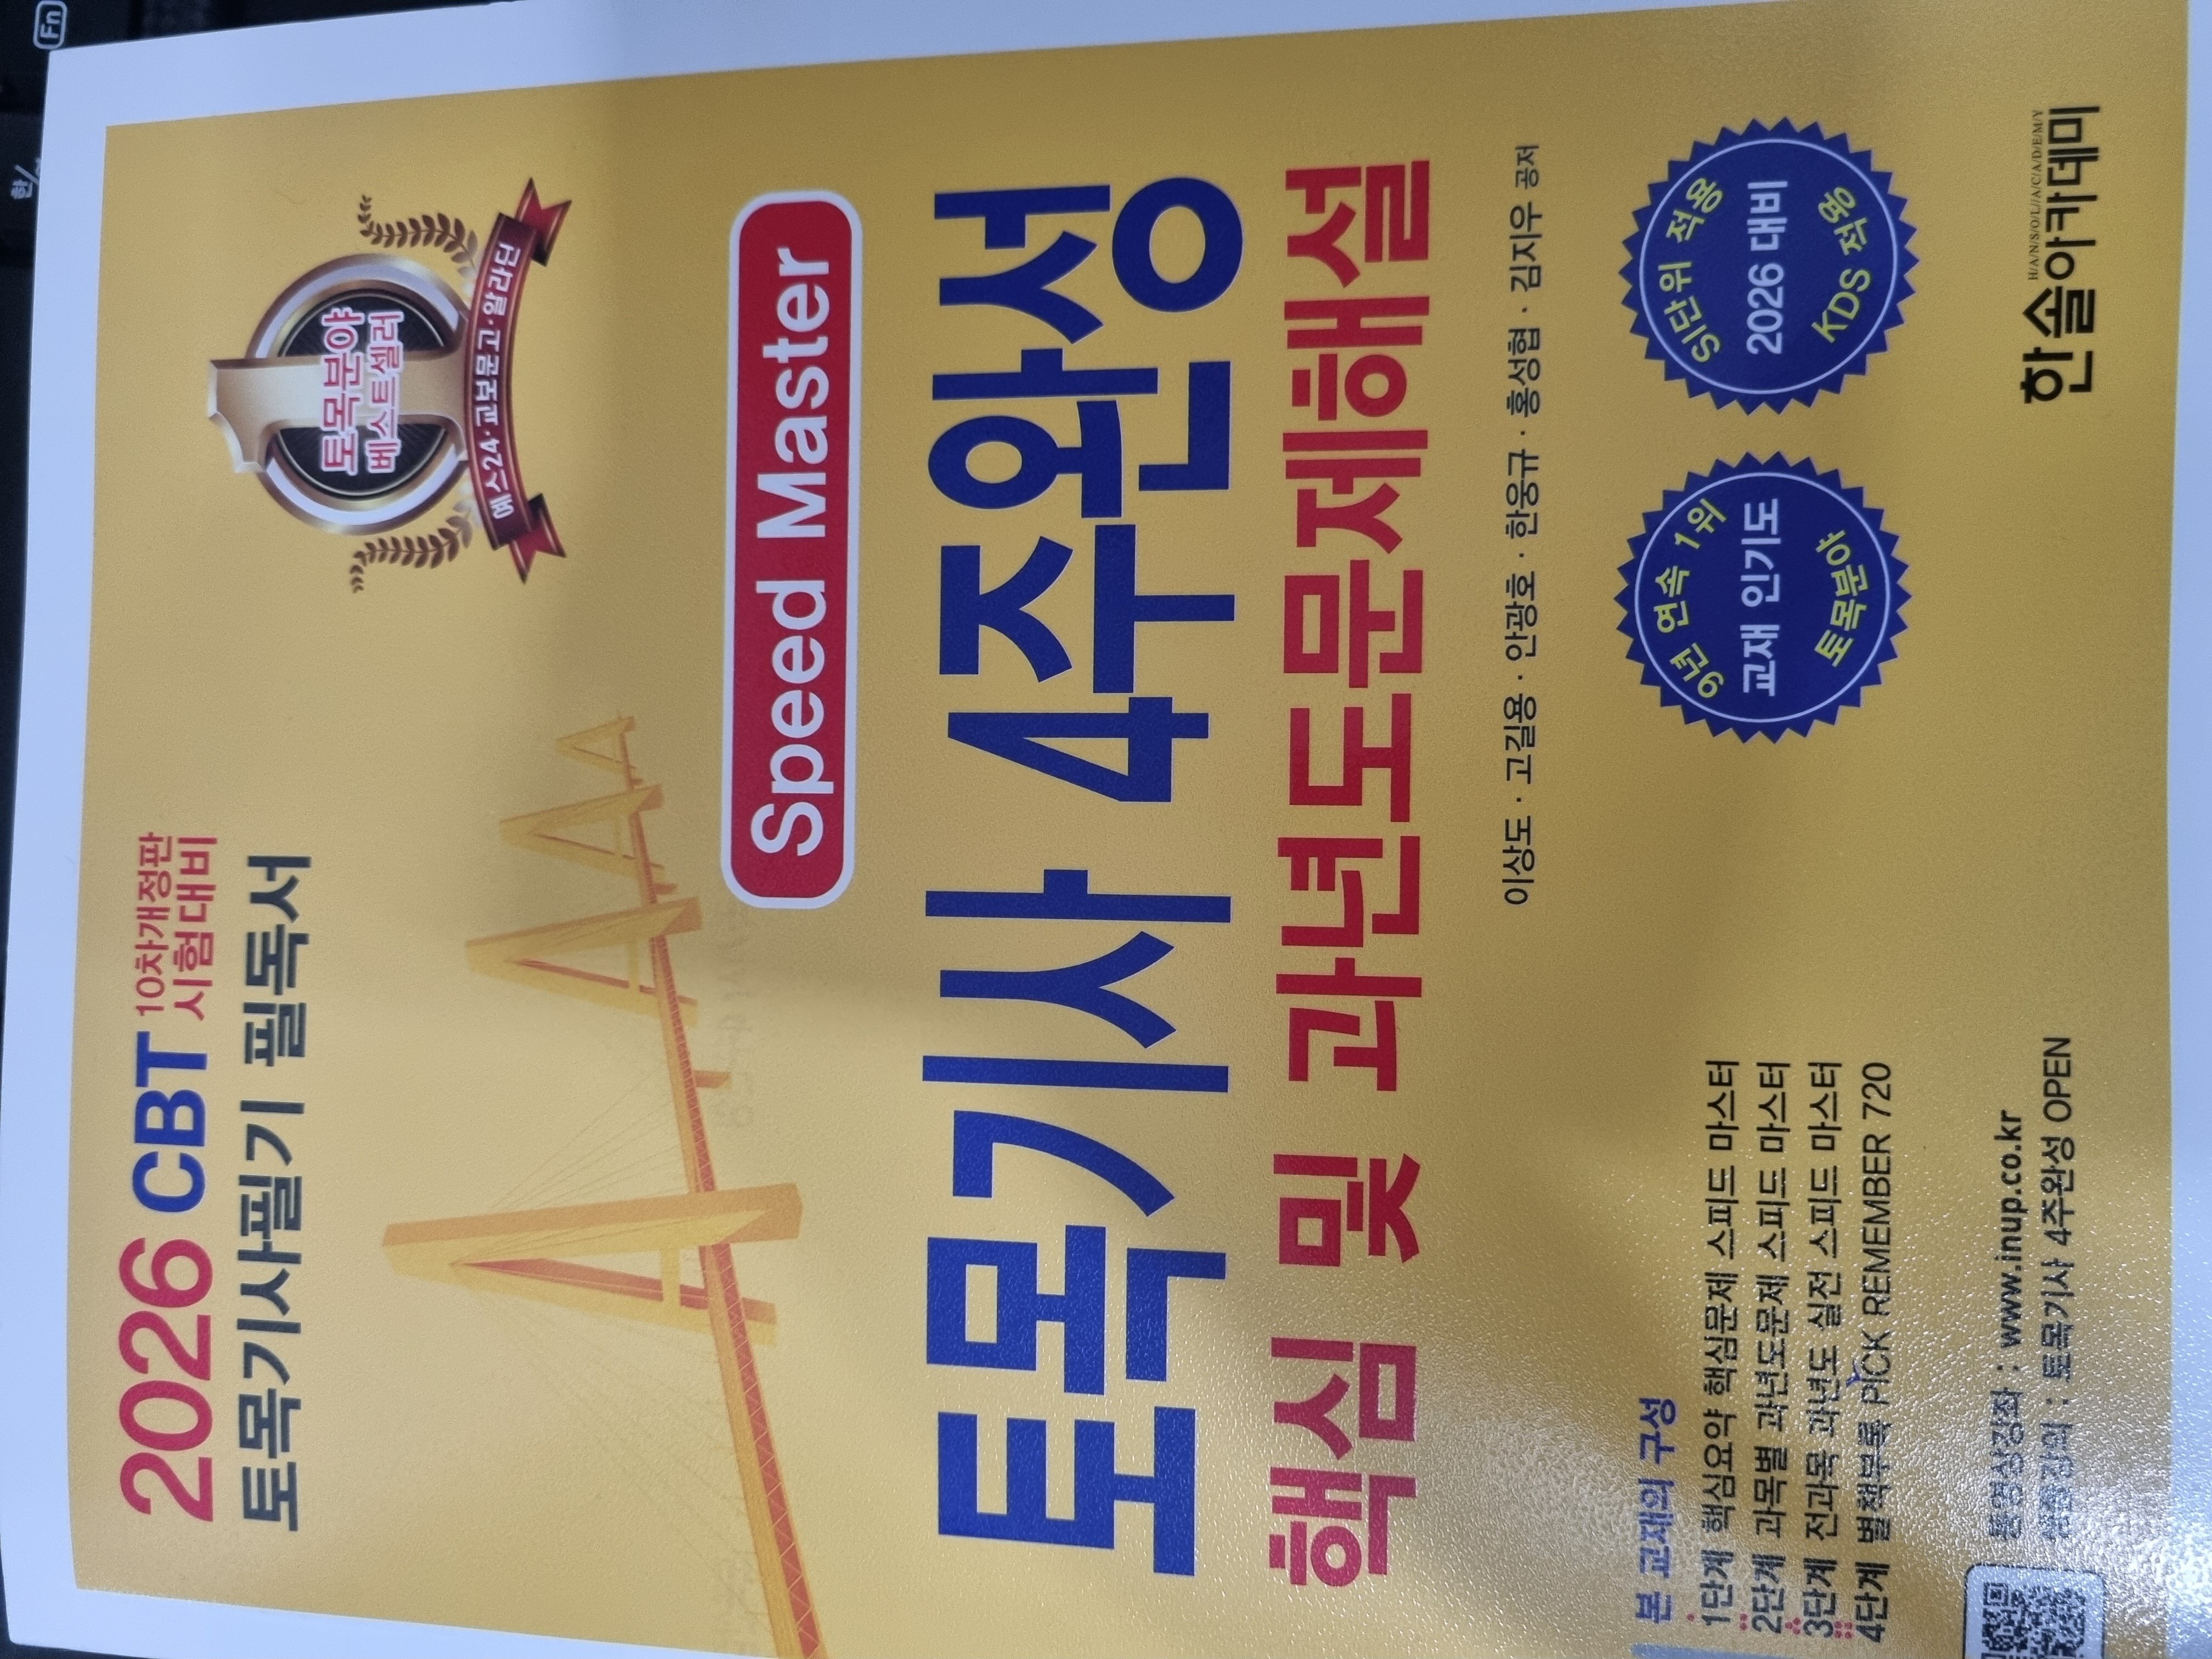 Fn
한/
2026 CBT 10차개정판 시험대비
토목기사필기 필독서
토목분야
베스트셀러
예스24·교보문고·알라딘
Speed Master
토목기사 4주완성
핵심 및 과년도문제해설
이상도 · 고길용 · 안광호 · 한웅규 · 홍성협 · 김지우 공저
본 교재의 구성
1단계 핵심요약 핵심문제 스피드 마스터
2단계 과목별 과년도문제 스피드 마스터
3단계 전과목 과년도 실전 스피드 마스터
4단계 별책부록 PICK REMEMBER 720
9년 연속 1위
교재 인기도
토목분야
SI단위 적용
2026 대비
KDS 적용
동영상강좌 : www.inup.co.kr
: 토목기사 4주완성 OPEN
H/A/N/S/O/L/A/C/A/D/E/M/Y
한솔아카데미